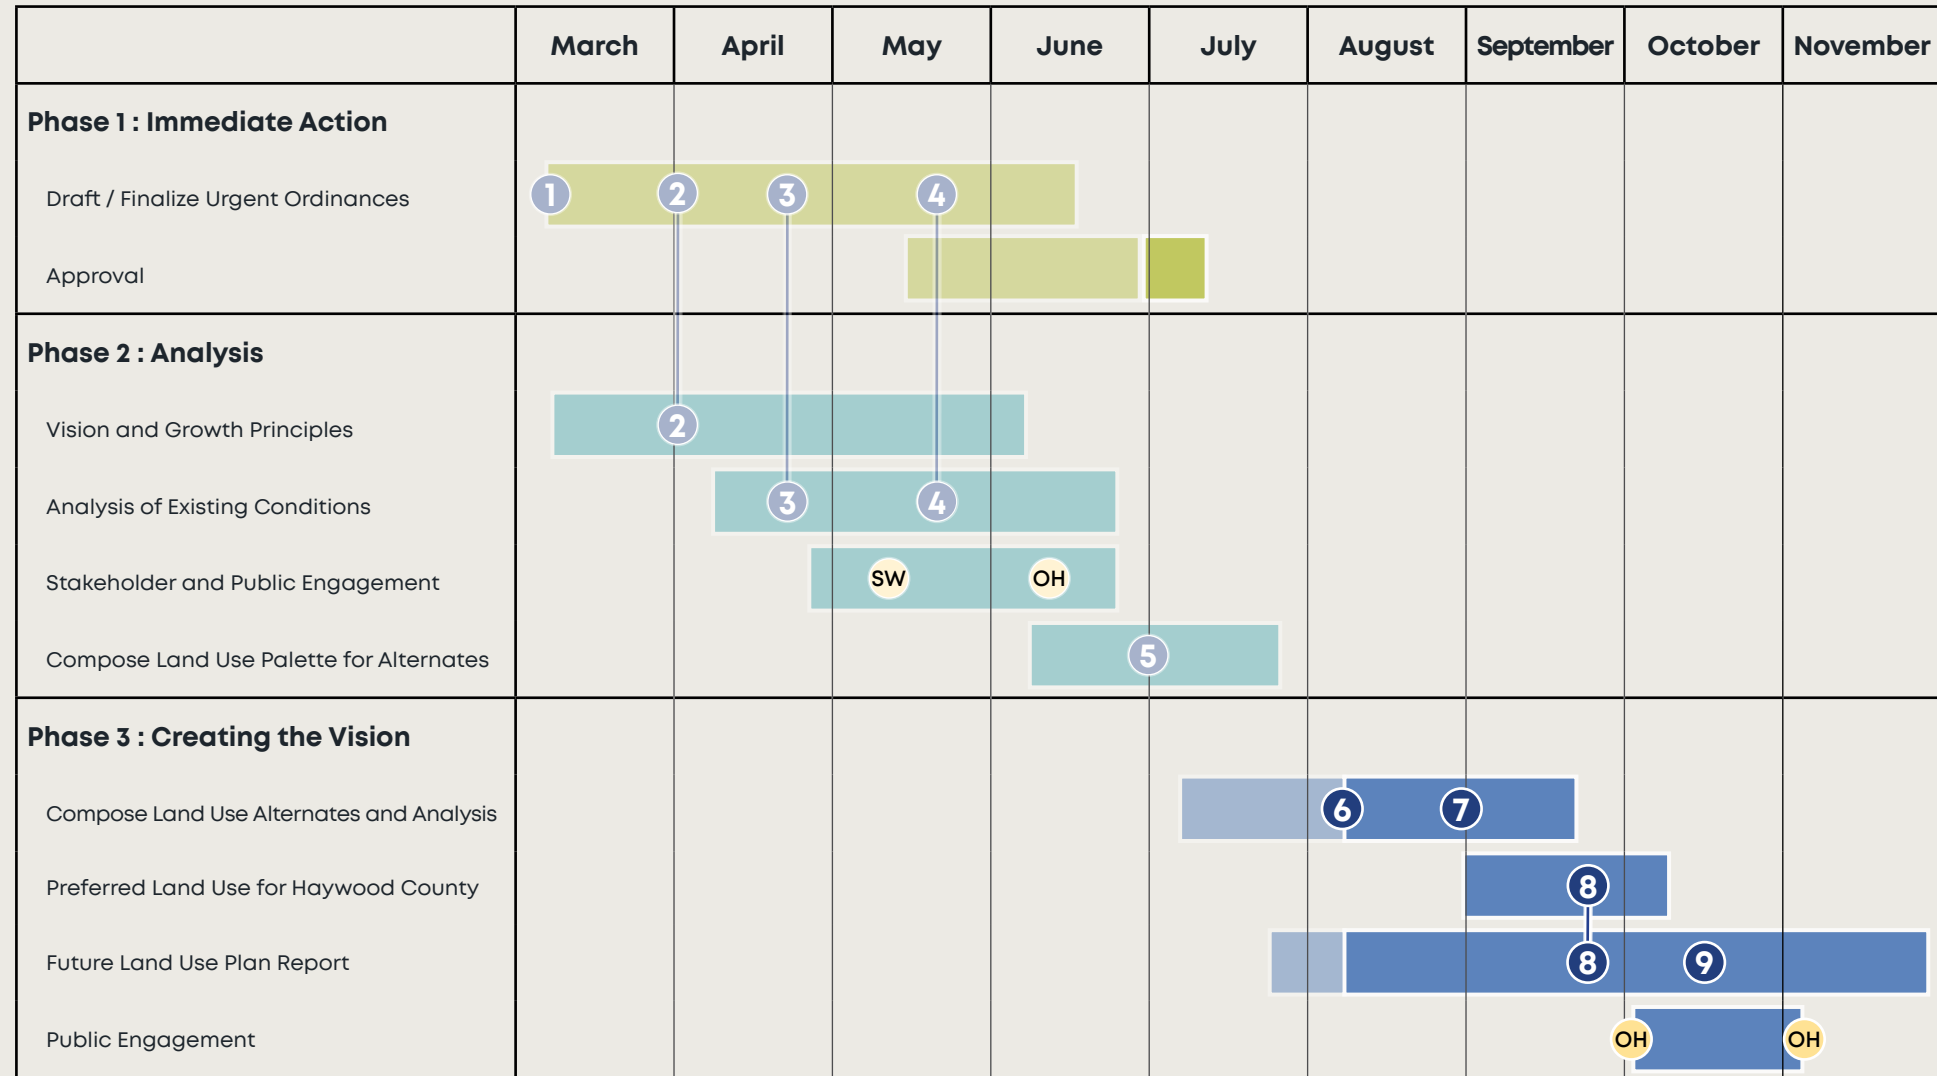 March April May June July August September October November
Phase 1 : Immediate Action
Draft / Finalize Urgent Ordinances 1 2 3 4
Approval
Phase 2 : Analysis
Vision and Growth Principles 2
Analysis of Existing Conditions 3 4
Stakeholder and Public Engagement SW OH
Compose Land Use Palette for Alternates 5
Phase 3 : Creating the Vision
Compose Land Use Alternates and Analysis 6 7
Preferred Land Use for Haywood County 8
Future Land Use Plan Report 8 9
Public Engagement OH OH